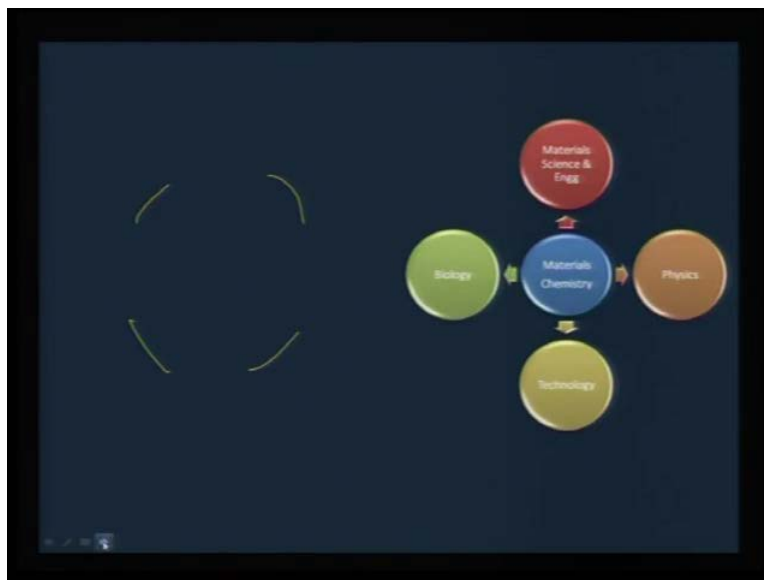 Materials
Science &
Engg
Biology
Materials
Chemistry
Physics
Technology